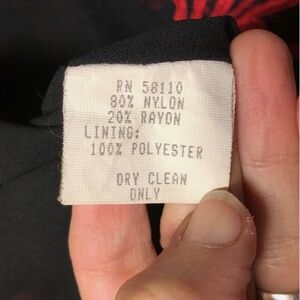 RN 58110
80% NYLON
20% RAYON
LINING:
100% POLYESTER
DRY CLEAN
ONLY